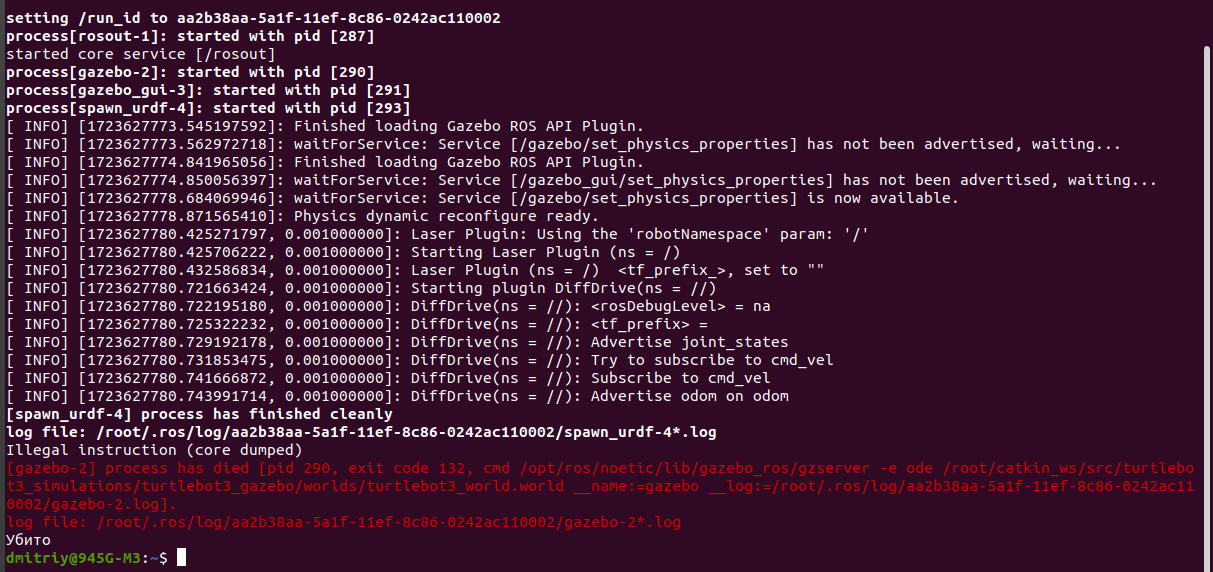 setting /run_id to aa2b38aa-5a1f-11ef-8c86-0242ac110002
process[rosout-1]: started with pid [287]
started core service [/rosout]
process[gazebo-2]: started with pid [290]
process[gazebo_gui-3]: started with pid [291]
process[spawn_urdf-4]: started with pid [293]
[ INFO] [1723627773.545197592]: Finished loading Gazebo ROS API Plugin.
[ INFO] [1723627773.562972718]: waitForService: Service [/gazebo/set_physics_properties] has not been advertised, waiting...
[ INFO] [1723627774.841965056]: Finished loading Gazebo ROS API Plugin.
[ INFO] [1723627774.850056397]: waitForService: Service [/gazebo_gui/set_physics_properties] has not been advertised, waiting...
[ INFO] [1723627778.684069946]: waitForService: Service [/gazebo/set_physics_properties] is now available.
[ INFO] [1723627778.871565410]: Physics dynamic reconfigure ready.
[ INFO] [1723627780.425271797, 0.001000000]: Laser Plugin: Using the 'robotNamespace' param: '/'
[ INFO] [1723627780.425706222, 0.001000000]: Starting Laser Plugin (ns = /)
[ INFO] [1723627780.432586834, 0.001000000]: Laser Plugin (ns = /)  <tf_prefix_>, set to ""
[ INFO] [1723627780.721663424, 0.001000000]: Starting plugin DiffDrive(ns = //)
[ INFO] [1723627780.722195180, 0.001000000]: DiffDrive(ns = //): <rosDebugLevel> = na
[ INFO] [1723627780.725322232, 0.001000000]: DiffDrive(ns = //): <tf_prefix> =
[ INFO] [1723627780.729192178, 0.001000000]: DiffDrive(ns = //): Advertise joint_states
[ INFO] [1723627780.731853475, 0.001000000]: DiffDrive(ns = //): Try to subscribe to cmd_vel
[ INFO] [1723627780.741666872, 0.001000000]: DiffDrive(ns = //): Subscribe to cmd_vel
[ INFO] [1723627780.743991714, 0.001000000]: DiffDrive(ns = //): Advertise odom on odom
[spawn_urdf-4] process has finished cleanly
log file: /root/.ros/log/aa2b38aa-5a1f-11ef-8c86-0242ac110002/spawn_urdf-4*.log
Illegal instruction (core dumped)
[gazebo-2] process has died [pid 290, exit code 132, cmd /opt/ros/noetic/lib/gazebo_ros/gzserver -e ode /root/catkin_ws/src/turtlebo
t3_simulations/turtlebot3_gazebo/worlds/turtlebot3_world.world __name:=gazebo __log:=/root/.ros/log/aa2b38aa-5a1f-11ef-8c86-0242ac11
0002/gazebo-2.log].
log file: /root/.ros/log/aa2b38aa-5a1f-11ef-8c86-0242ac110002/gazebo-2*.log
Убито
dmitriy@945G-M3:~$